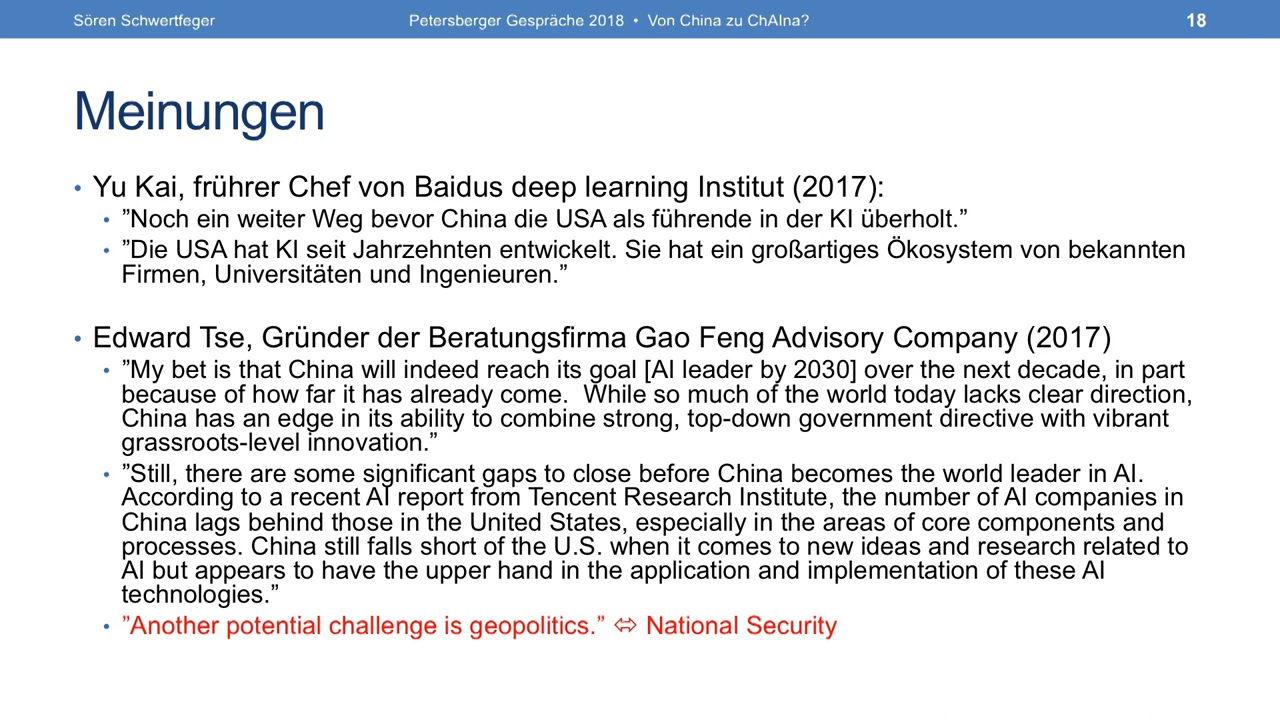 Sören Schwertfeger
Petersberger Gespräche 2018 • Von China zu ChAIna?
18
Meinungen
• Yu Kai, frührer Chef von Baidus deep learning Institut (2017):
• ”Noch ein weiter Weg bevor China die USA als führende in der KI überholt.”
• ”Die USA hat KI seit Jahrzehnten entwickelt. Sie hat ein großartiges Ökosystem von bekannten
Firmen, Universitäten und Ingenieuren.”
• Edward Tse, Gründer der Beratungsfirma Gao Feng Advisory Company (2017)
• ”My bet is that China will indeed reach its goal [AI leader by 2030] over the next decade, in part
because of how far it has already come.  While so much of the world today lacks clear direction,
China has an edge in its ability to combine strong, top-down government directive with vibrant
grassroots-level innovation.”
• ”Still, there are some significant gaps to close before China becomes the world leader in AI.
According to a recent AI report from Tencent Research Institute, the number of AI companies in
China lags behind those in the United States, especially in the areas of core components and
processes. China still falls short of the U.S. when it comes to new ideas and research related to
AI but appears to have the upper hand in the application and implementation of these AI
technologies.”
• ”Another potential challenge is geopolitics.” ⬄ National Security